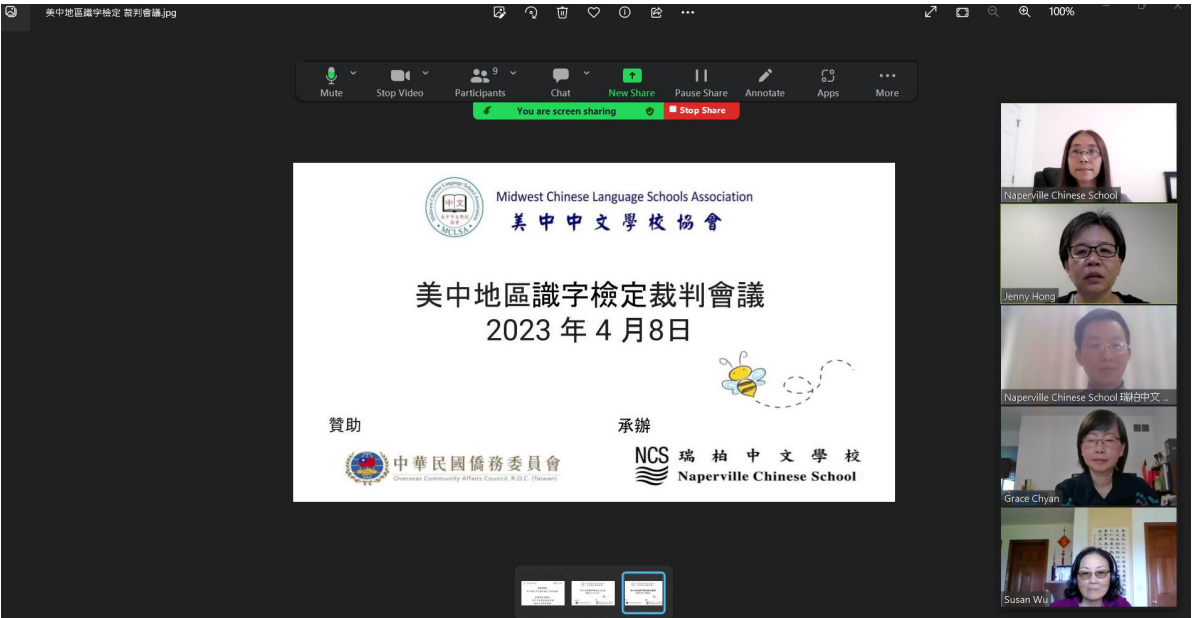 美中地區識字檢定 裁判會議.jpg
100%
9
Mute
Stop Video
Participants
Chat
New Share
Pause Share
Annotate
Apps
More
You are screen sharing
Stop Share
Midwest Chinese Language Schools Association
美中中文學校協會
中文
MCLSA
美中地區識字檢定裁判會議
2023 年 4 月8日
贊助
承辦
中華民國僑務委員會
Overseas Community Affairs Council, R.O.C. (Taiwan)
NCS 瑞柏中文學校
Naperville Chinese School
Naperville Chinese School
Jenny Hong
Naperville Chinese School 瑞柏中文 ...
Grace Chyan
Susan Wu